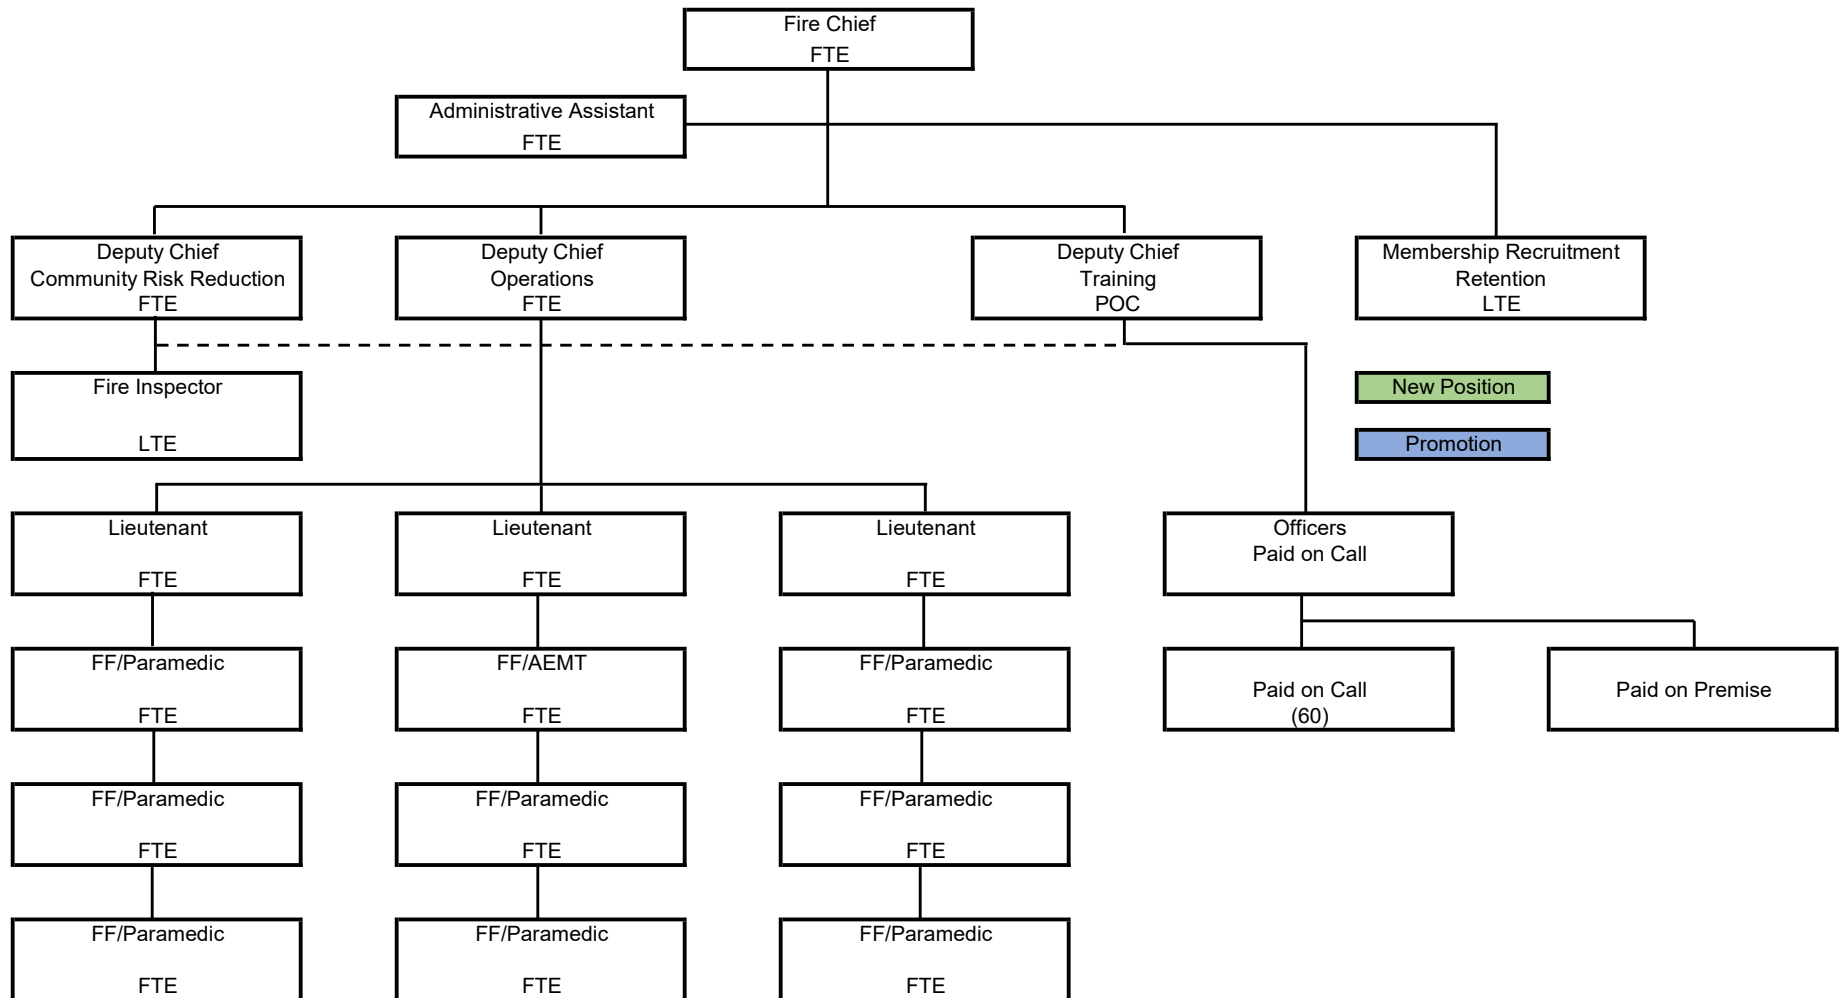 Fire Chief
FTE
Administrative Assistant
FTE
Deputy Chief
Community Risk Reduction
FTE
Deputy Chief
Operations
FTE
Deputy Chief
Training
POC
Membership Recruitment
Retention
LTE
Fire Inspector
LTE
New Position
Promotion
Lieutenant
FTE
Lieutenant
FTE
Lieutenant
FTE
Officers
Paid on Call
FF/Paramedic
FTE
FF/AEMT
FTE
FF/Paramedic
FTE
Paid on Call
(60)
Paid on Premise
FF/Paramedic
FTE
FF/Paramedic
FTE
FF/Paramedic
FTE
FF/Paramedic
FTE
FF/Paramedic
FTE
FF/Paramedic
FTE